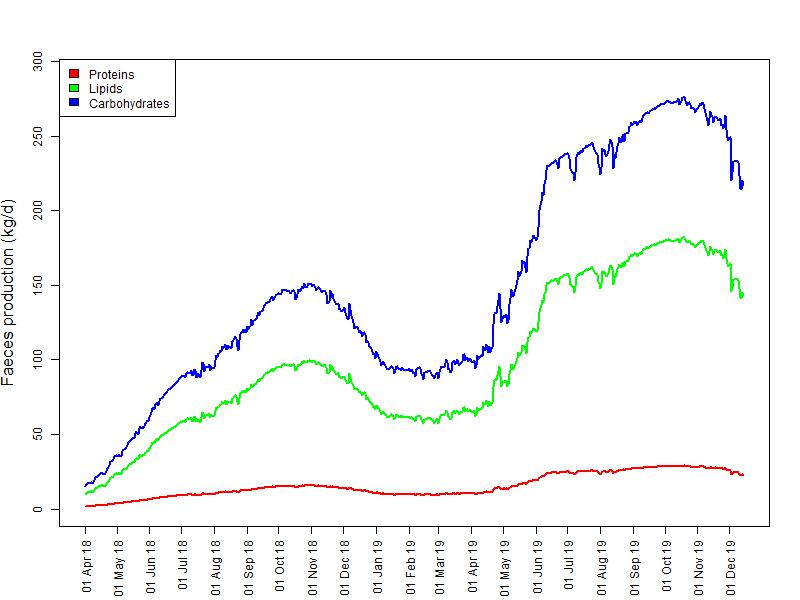 Proteins
Lipids
Carbohydrates
Faeces production (kg/d)
300
250
200
150
100
50
0
01 Apr 18
01 May 18
01 Jun 18
01 Jul 18
01 Aug 18
01 Sep 18
01 Oct 18
01 Nov 18
01 Dec 18
01 Jan 19
01 Feb 19
01 Mar 19
01 Apr 19
01 May 19
01 Jun 19
01 Jul 19
01 Aug 19
01 Sep 19
01 Oct 19
01 Nov 19
01 Dec 19